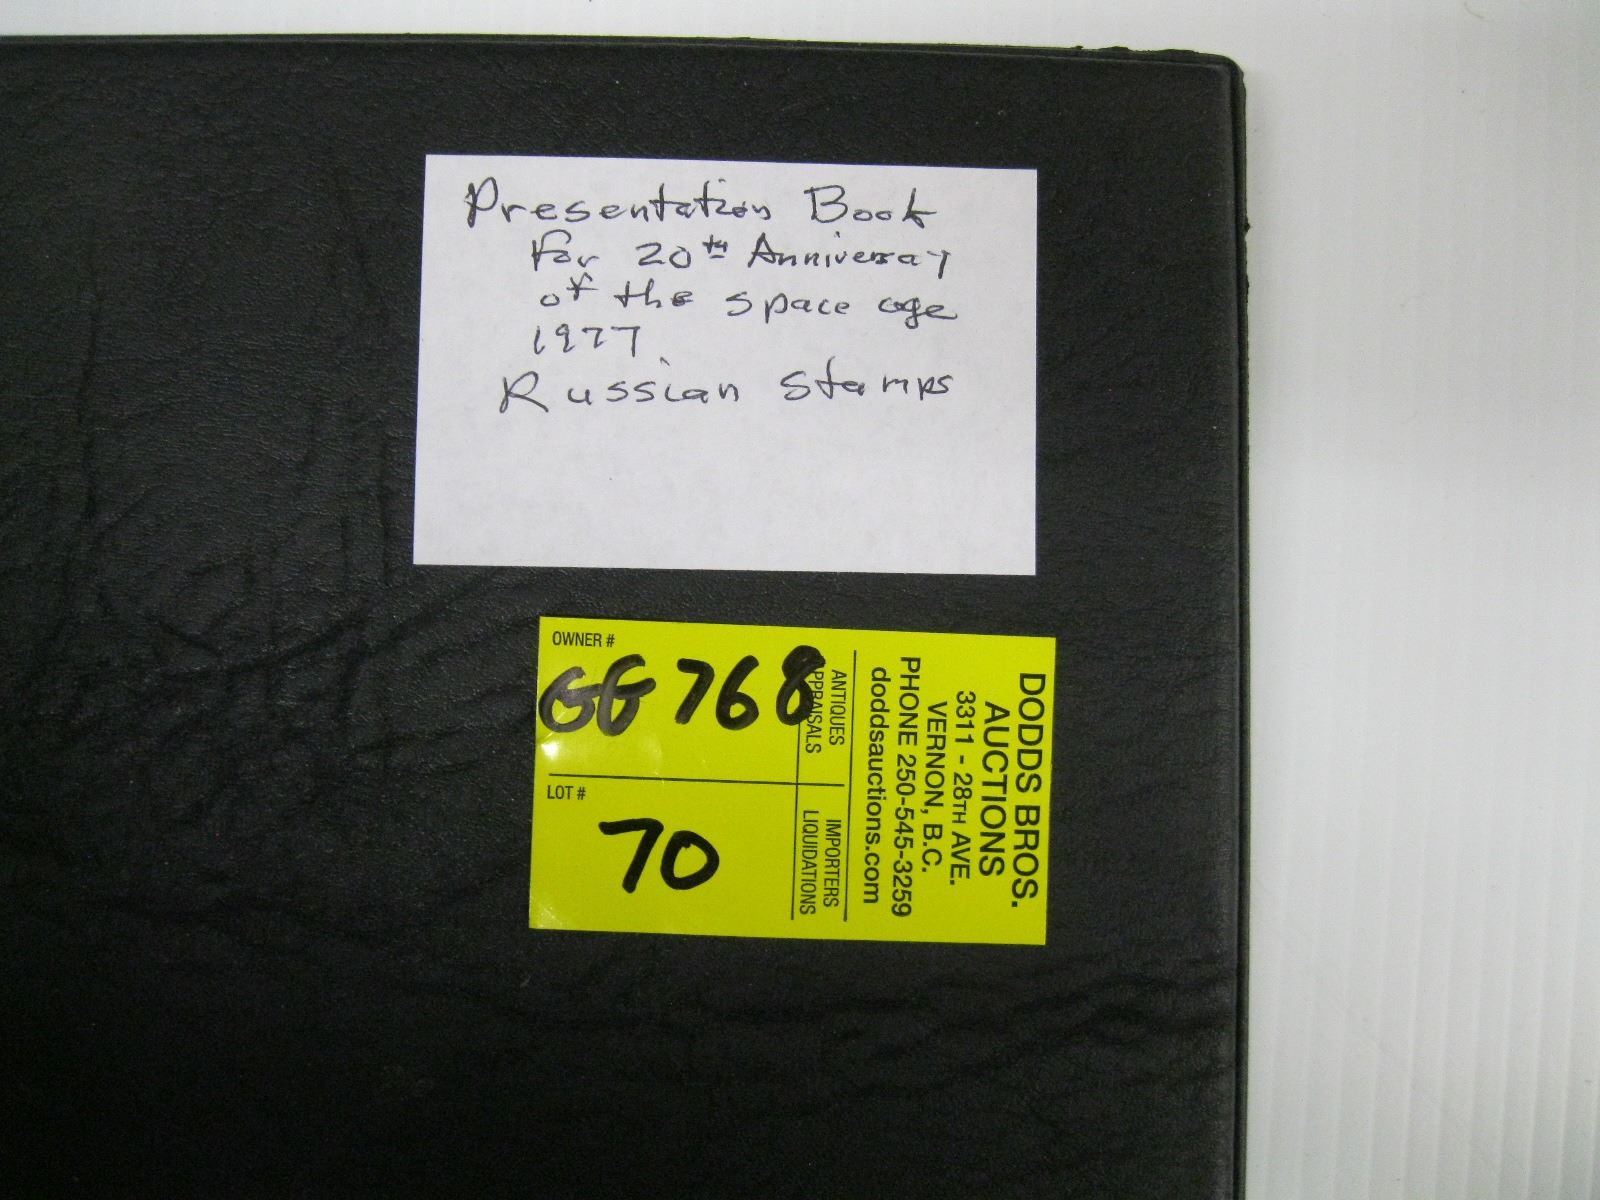 Presentation Book
For 20th Anniversay
of the space age
1977
Russian Stamps
OWNER #
GG 768
LOT #
70
ANTIQUES
APPRAISALS
IMPORTERS
LIQUIDATIONS
DODDS BROS.
AUCTIONS
3311 - 28TH AVE.
VERNON, B.C.
PHONE 250-545-3259
doddsauctions.com